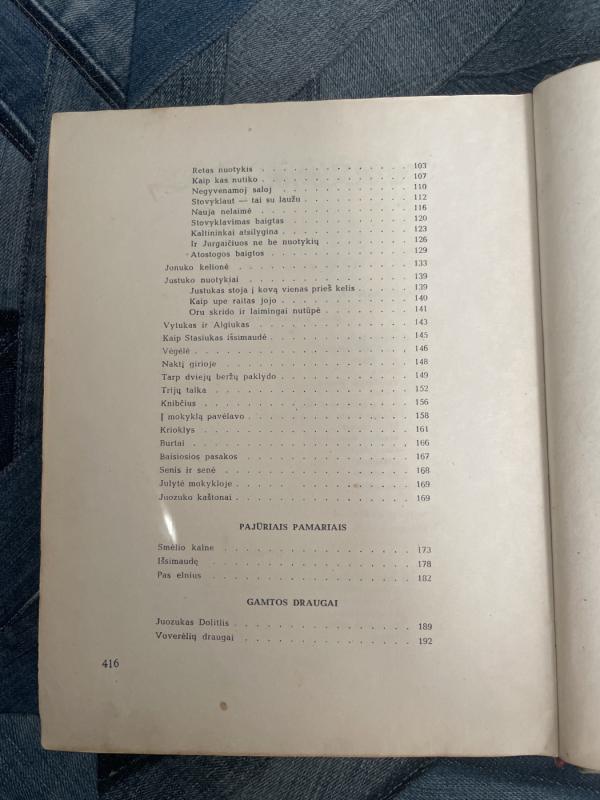 Retas nuotykis . . . . . . . . . . . 103
Kaip kas nutiko . . . . . . . . . . . 107
Negyvenamoj saloj . . . . . . . . . . 110
Stovyklaut — tai su laužu . . . . . . . . 112
Nauja nelaimė . . . . . . . . . . . 116
Stovyklavimas baigtas . . . . . . . . . 120
Kaltininkai atsilygina . . . . . . . . . 123
Ir Jurgaičiuos ne be nuotykių . . . . . . . 126
Atostogos baigtos . . . . . . . . . . 129
Jonuko kelionė . . . . . . . . . . . . 133
Justuko nuotykiai . . . . . . . . . . . 139
Justukas stoja į kovą vienas prieš kelis . . . . . 139
Kaip upe raitas jojo . . . . . . . . . . 140
Oru skrido ir laimingai nutūpė . . . . . . . 141
Vytukas ir Algiukas . . . . . . . . . . . 143
Kaip Stasiukas išsimaudė . . . . . . . . . 145
Vėgėlė . . . . . . . . . . . . . . . 146
Naktį girioje . . . . . . . . . . . . . 148
Tarp dviejų beržų paklydo . . . . . . . . . 149
Trijų talka . . . . . . . . . . . . . . 152
Knibčius . . . . . . . . . . . . . . 156
Į mokyklą pavėlavo . . . . . . . . . . . 158
Krioklys . . . . . . . . . . . . . . 161
Burtai . . . . . . . . . . . . . . . 166
Baisiosios pasakos . . . . . . . . . . . 167
Senis ir senė . . . . . . . . . . . . . 168
Julytė mokykloje . . . . . . . . . . . . 169
Juozuko kaštonai . . . . . . . . . . . . 169
PAJŪRIAIS PAMARIAIS
Smėlio kalne . . . . . . . . . . . . . 173
Išsimaudę . . . . . . . . . . . . . . 178
Pas elnius . . . . . . . . . . . . . . 182
GAMTOS DRAUGAI
Juozukas Dolitlis . . . . . . . . . . . . 189
Voverėlių draugai . . . . . . . . . . . . 192
416